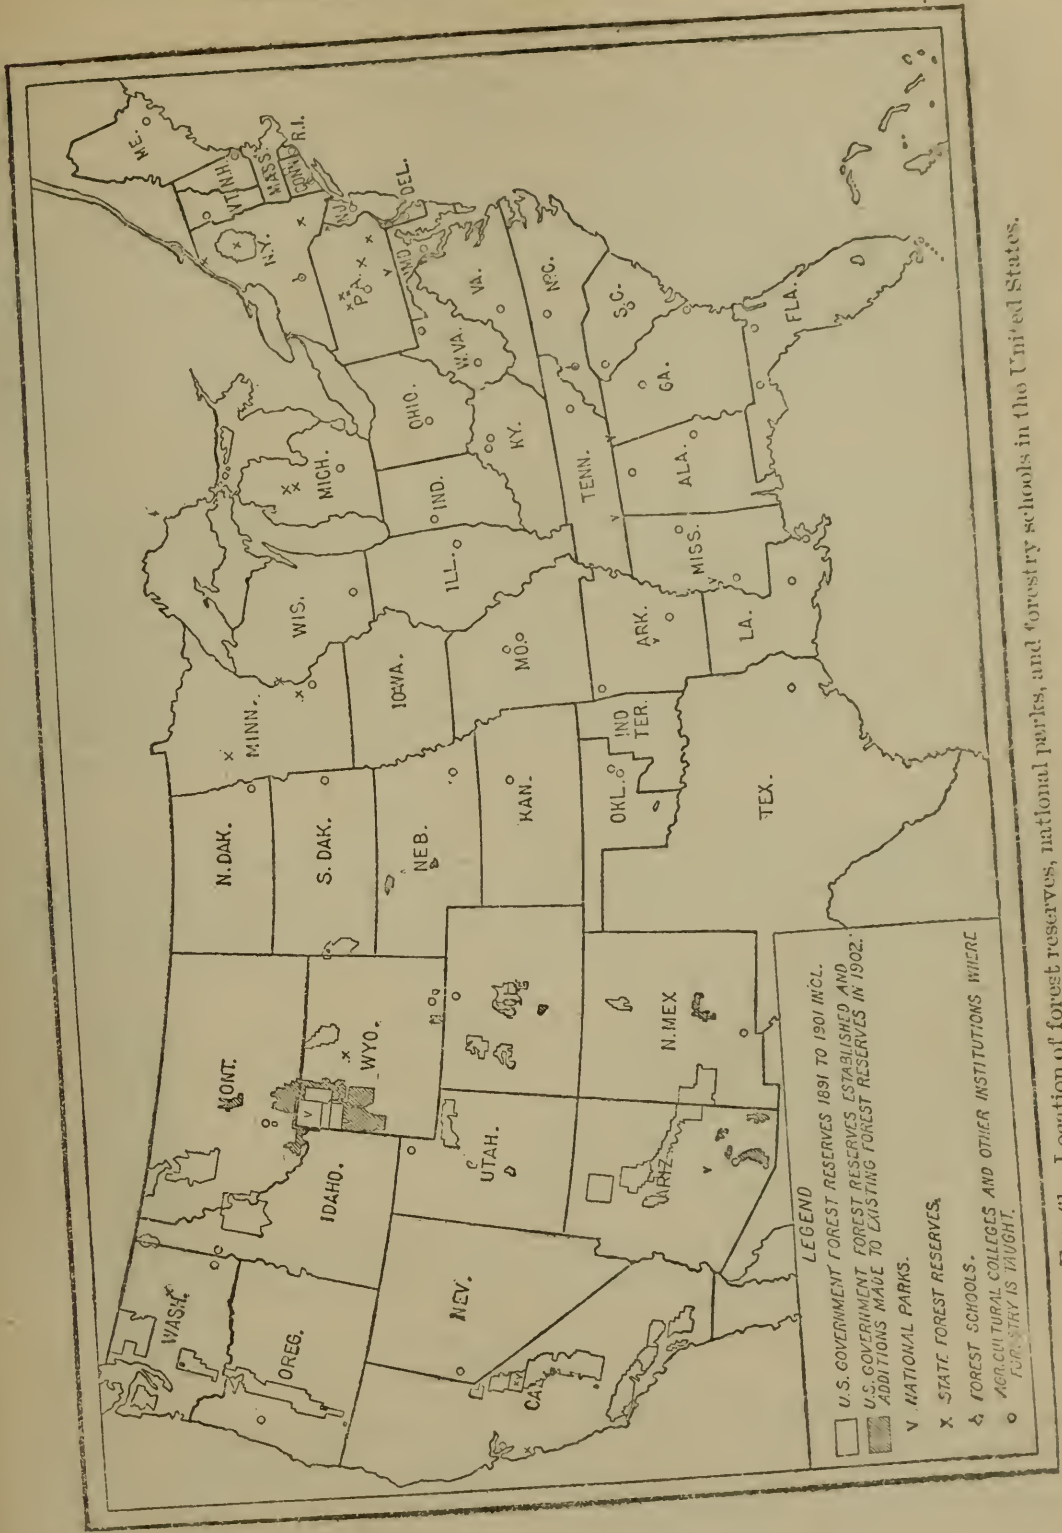 ME.
VT.
N.H.
MASS.
CONN.
R.I.
N.Y.
N.J.
PA.
DEL.
MD.
VA.
W.VA.
N.C.
S.C.
GA.
FLA.
OHIO.
KY.
TENN.
ALA.
MICH.
IND.
MISS.
WIS.
ILL.
MINN.
IOWA.
MO.
ARK.
LA.
N. DAK.
S. DAK.
NEB.
KAN.
IND
TER.
OKL.
TEX.
MONT.
WYO.
N.MEX
IDAHO.
UTAH.
ARIZ
WASH.
OREG.
NEV.
CAL
LEGEND
U.S. GOVERNMENT FOREST RESERVES 1891 TO 1901 INCL.
U.S. GOVERNMENT FOREST RESERVES ESTABLISHED AND
ADDITIONS MADE TO EXISTING FOREST RESERVES IN 1902.
V NATIONAL PARKS.
X STATE FOREST RESERVES.
FOREST SCHOOLS.
AGRICULTURAL COLLEGES AND OTHER INSTITUTIONS WHERE
FORESTRY IS TAUGHT.
Location of forest reserves, national parks, and forestry schools in the United States.